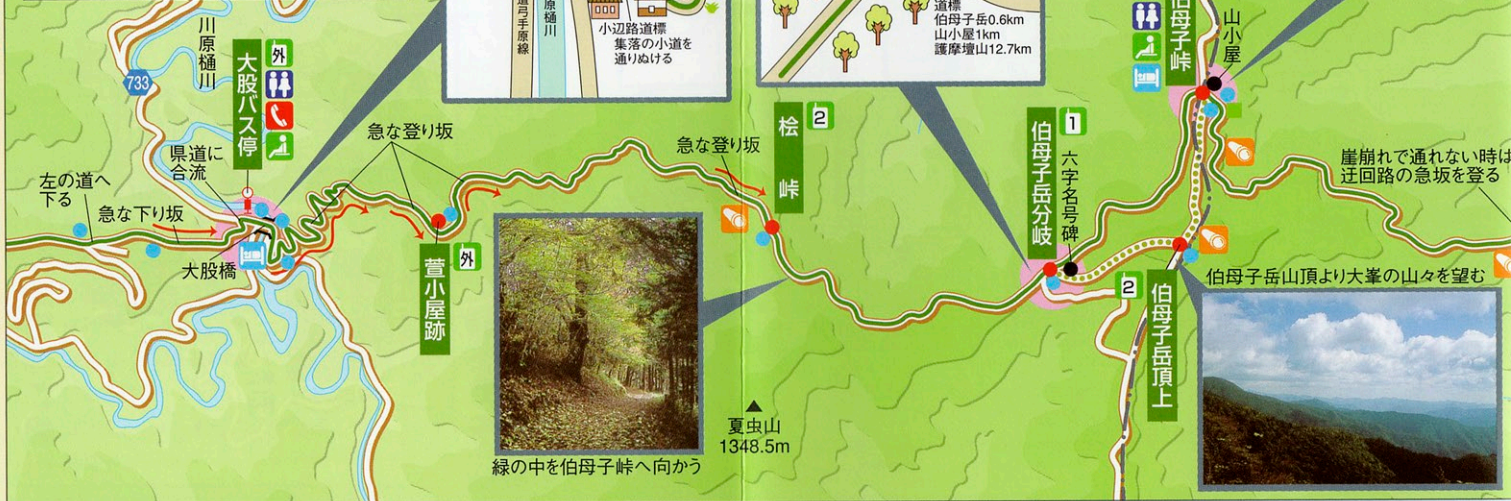 川原樋川
733
大股バス停
外
県道に
合流
左の道へ
下る
急な下り坂
大股橋
急な登り坂
萱小屋跡
外
道弓手原線
原樋川
小辺路道標
集落の小道を
通りぬける
緑の中を伯母子峠へ向かう
急な登り坂
桧峠
2
夏虫山
1348.5m
道標
伯母子岳0.6km
山小屋1km
護摩壇山12.7km
伯母子岳分岐
1
六字名号碑
伯母子峠
山小屋
2
伯母子岳頂上
崖崩れで通れない時は
迂回路の急坂を登る
伯母子岳山頂より大峯の山々を望む